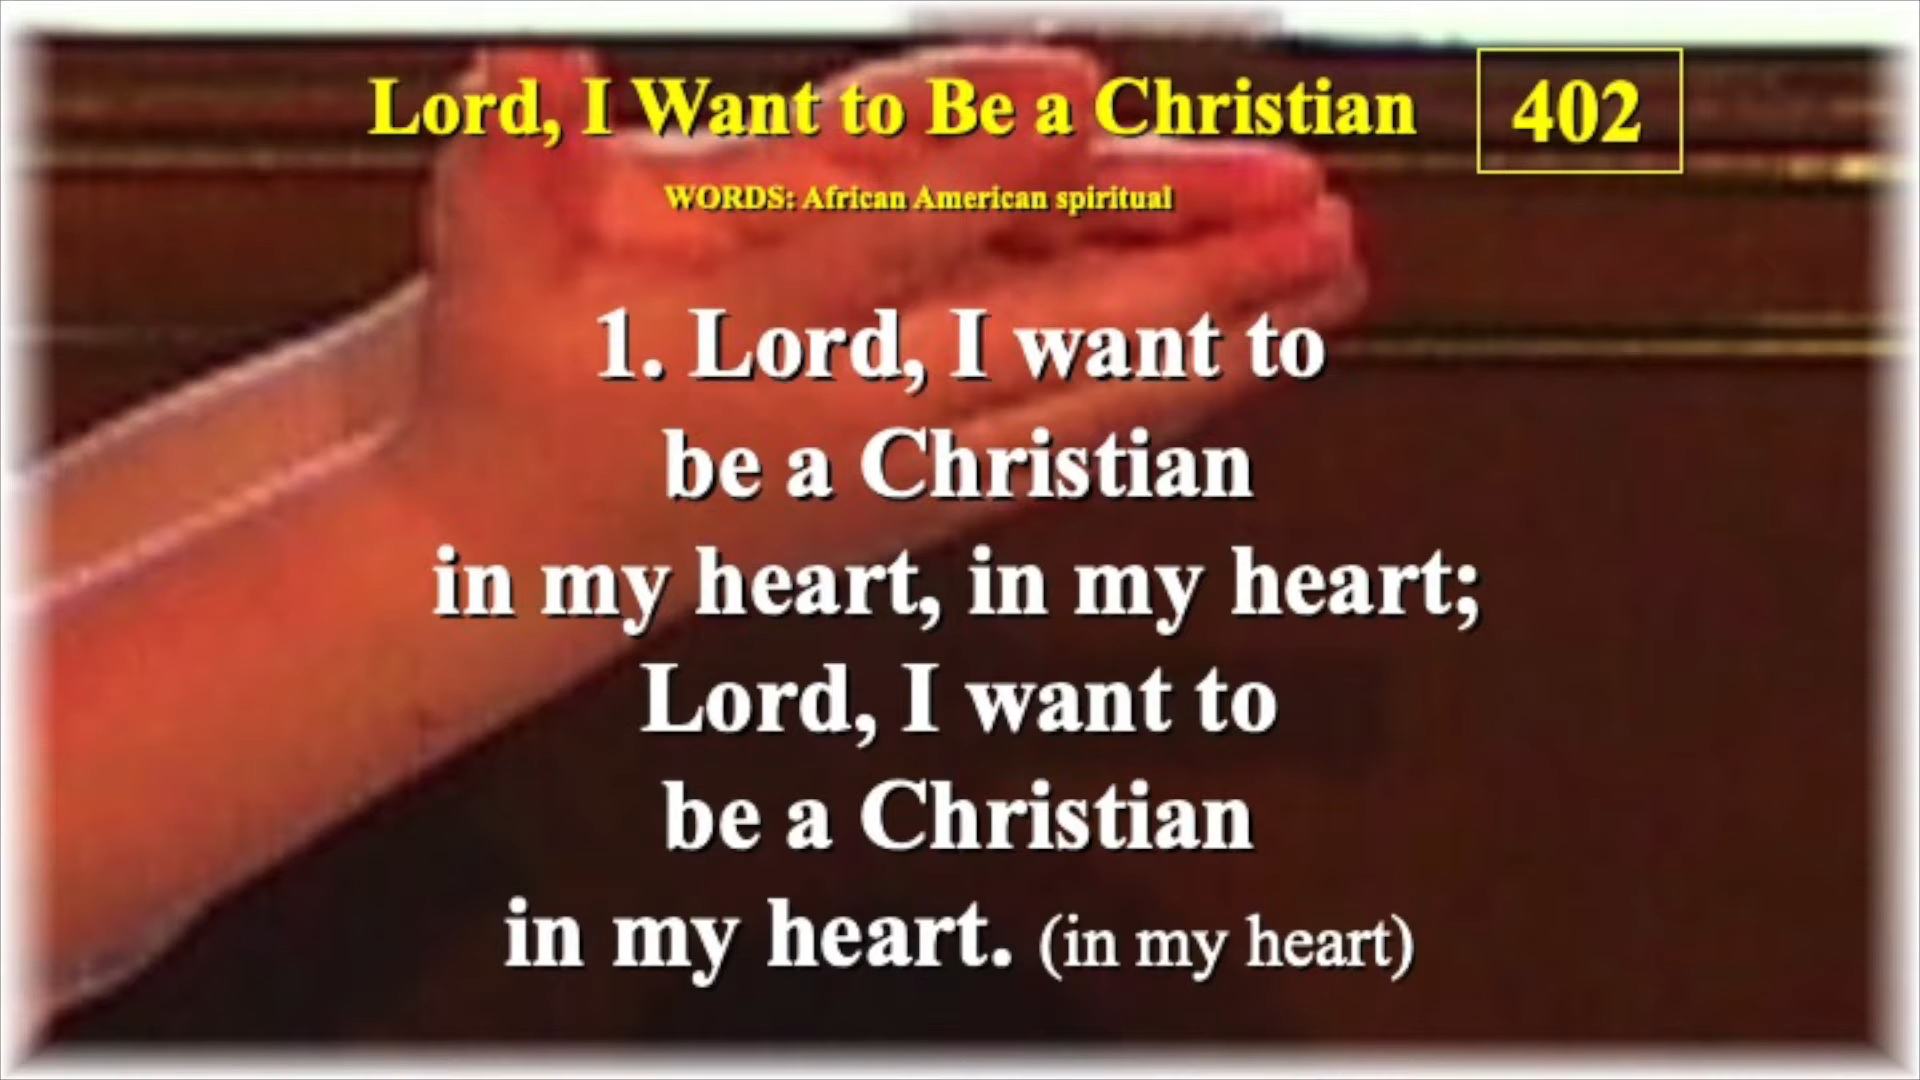 Lord, I Want to Be a Christian 402
WORDS: African American spiritual
1. Lord, I want to
be a Christian
in my heart, in my heart;
Lord, I want to
be a Christian
in my heart. (in my heart)